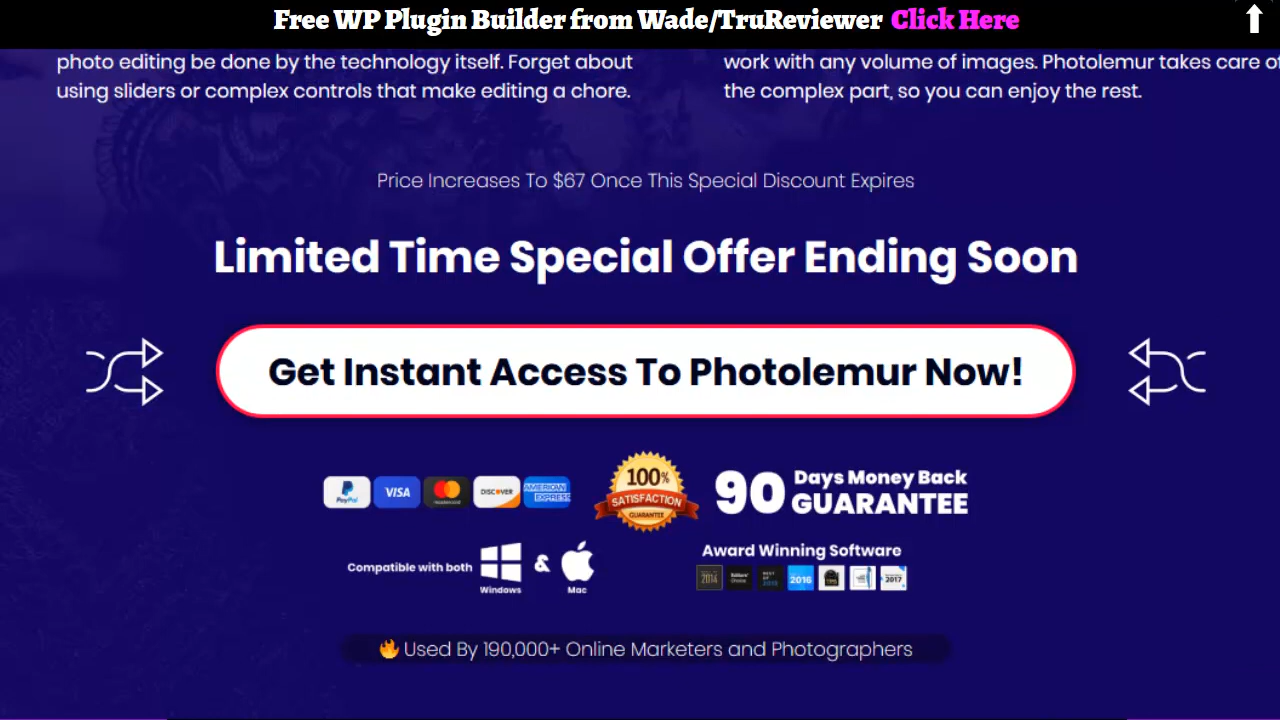 Free WP Plugin Builder from Wade/TruReviewer Click Here
photo editing be done by the technology itself. Forget about
using sliders or complex controls that make editing a chore.
work with any volume of images. Photolemur takes care of
the complex part, so you can enjoy the rest.
Price Increases To $67 Once This Special Discount Expires
Limited Time Special Offer Ending Soon
Get Instant Access To Photolemur Now!
PayPal
VISA
DISCOVER
AMERICAN
EXPRESS
100%
SATISFACTION
GUARANTEE
90
Days Money Back
GUARANTEE
Compatible with both
Windows
&
Mac
Award Winning Software
2014
2016
2017
Used By 190,000+ Online Marketers and Photographers